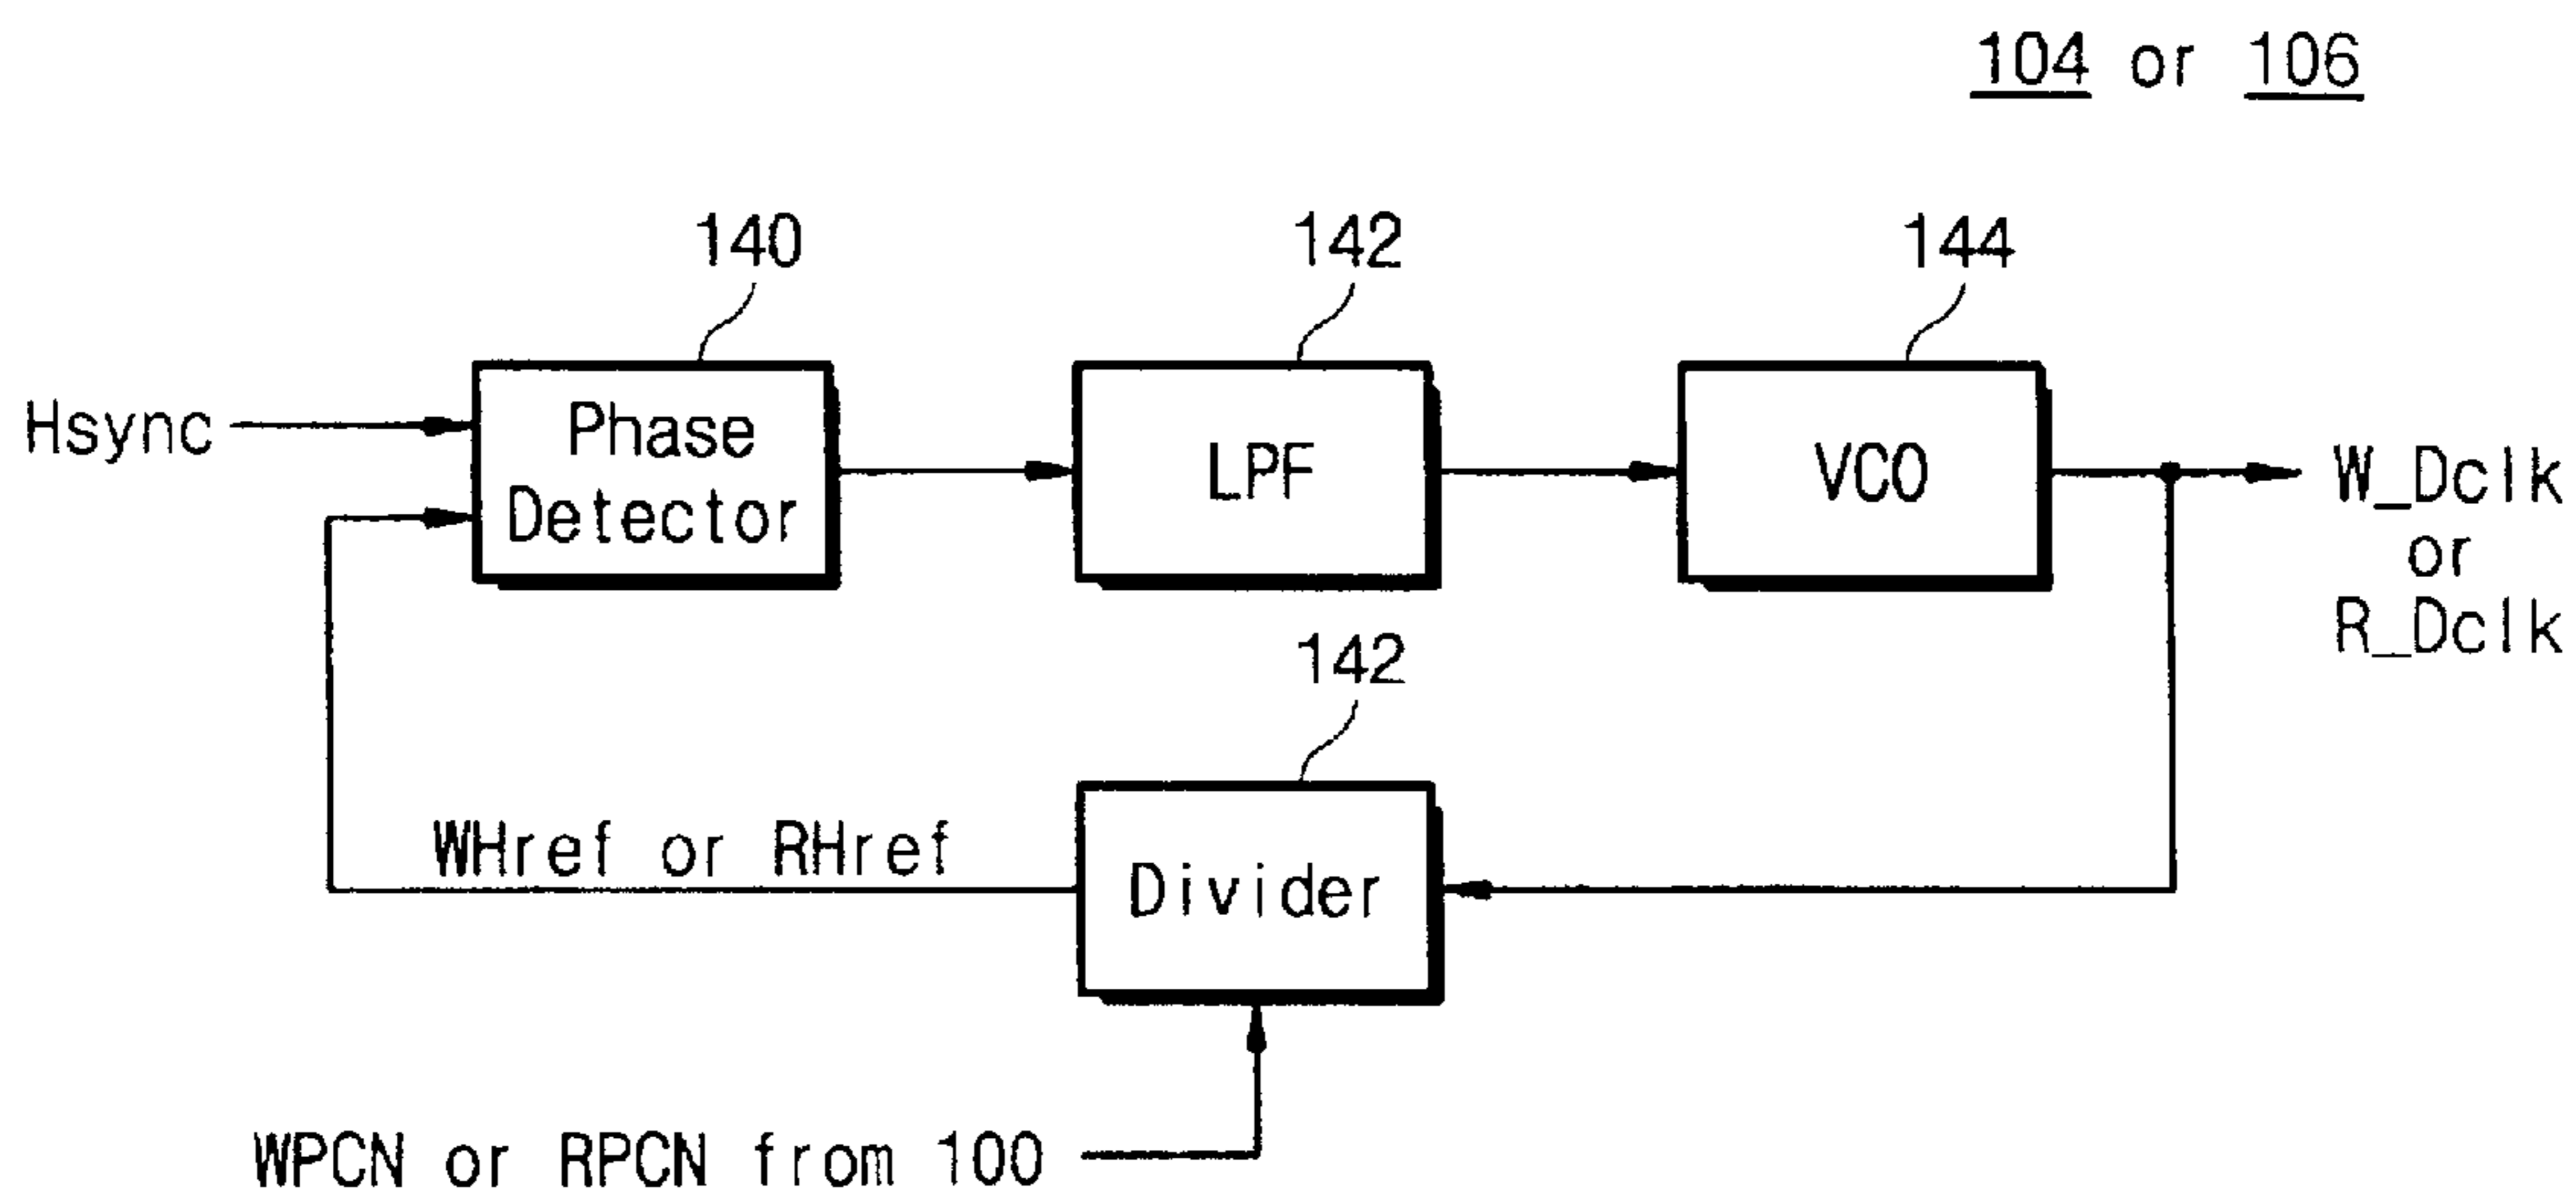 104 or 106
140
142
144
Hsync
Phase
Detector
LPF
VCO
W_Dclk
or
R_Dclk
142
WHref or RHref
Divider
WPCN or RPCN from 100